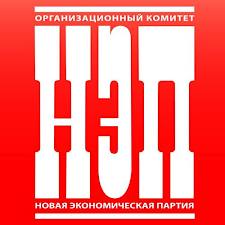 ОРГАНИЗАЦИОННЫЙ КОМИТЕТ
НЭП
НОВАЯ ЭКОНОМИЧЕСКАЯ ПАРТИЯ